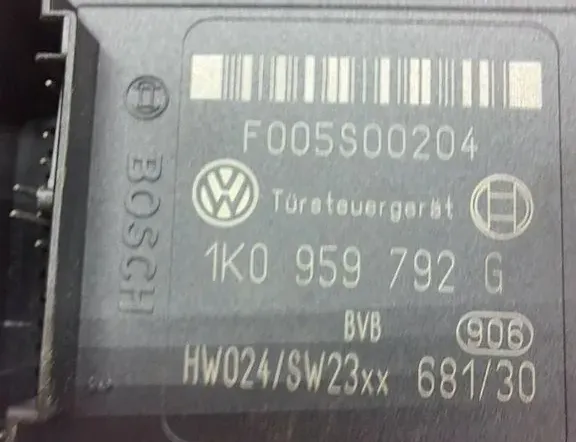 F005S00204
BOSCH
Türsteuergerät
1K0 959 792 G
BVB 906
HW024/SW23xx 681/30